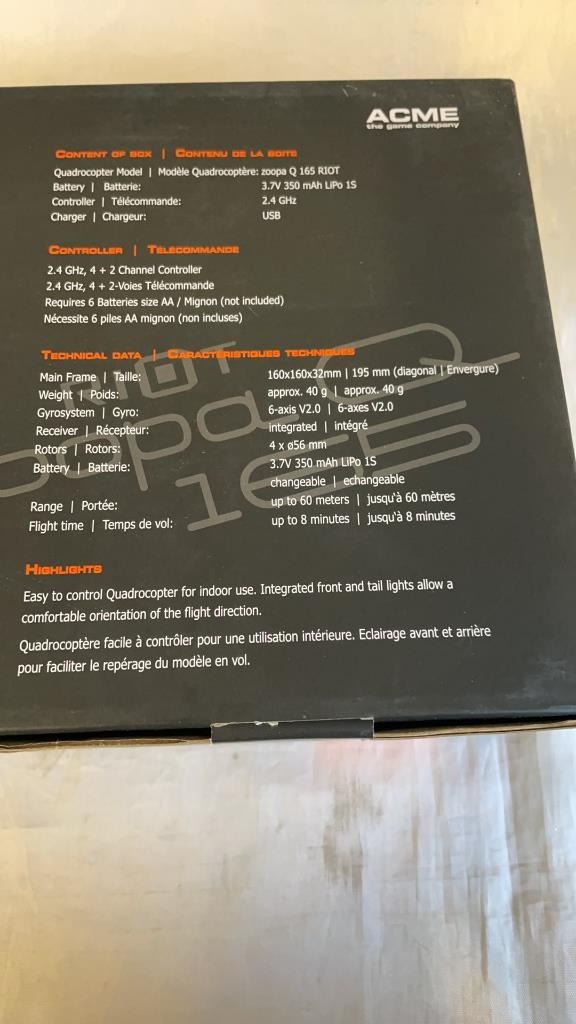 ACME
the game company
CONTENT OF BOX | CONTENU DE LA BOITE
Quadrocopter Model | Modèle Quadrocoptère: zoopa Q 165 RIOT
Battery | Batterie: 3.7V 350 mAh LiPo 1S
Controller | Télécommande: 2.4 GHz
Charger | Chargeur: USB
CONTROLLER | TÉLÉCOMMANDE
2.4 GHz, 4 + 2 Channel Controller
2.4 GHz, 4 + 2-Voies Télécommande
Requires 6 Batteries size AA / Mignon (not included)
Nécessite 6 piles AA mignon (non incluses)
TECHNICAL DATA | CARACTÉRISTIQUES TECHNIQUES
Main Frame | Taille: 160x160x32mm | 195 mm (diagonal | Envergure)
Weight | Poids: approx. 40 g | approx. 40 g
Gyrosystem | Gyro: 6-axis V2.0 | 6-axes V2.0
Receiver | Récepteur: integrated | intégré
Rotors | Rotors: 4 x ø56 mm
Battery | Batterie: 3.7V 350 mAh LiPo 1S
changeable | echangeable
Range | Portée: up to 60 meters | jusqu'à 60 mètres
Flight time | Temps de vol: up to 8 minutes | jusqu'à 8 minutes
RIOT
oopa Q
165
HIGHLIGHTS
Easy to control Quadrocopter for indoor use. Integrated front and tail lights allow a
comfortable orientation of the flight direction.
Quadrocoptère facile à contrôler pour une utilisation intérieure. Eclairage avant et arrière
pour faciliter le repérage du modèle en vol.